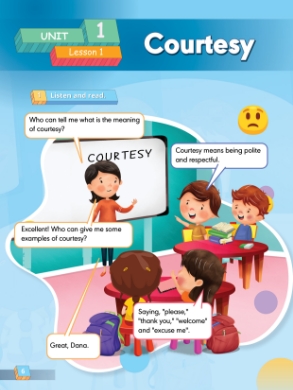 UNIT 1
Lesson 1
Courtesy
1 Listen and read.
Who can tell me what is the meaning
of courtesy?
COURTESY
Courtesy means being polite
and respectful.
Excellent! Who can give me some
examples of courtesy?
Saying, "please,"
"thank you," "welcome"
and "excuse me".
Great, Dana.
6